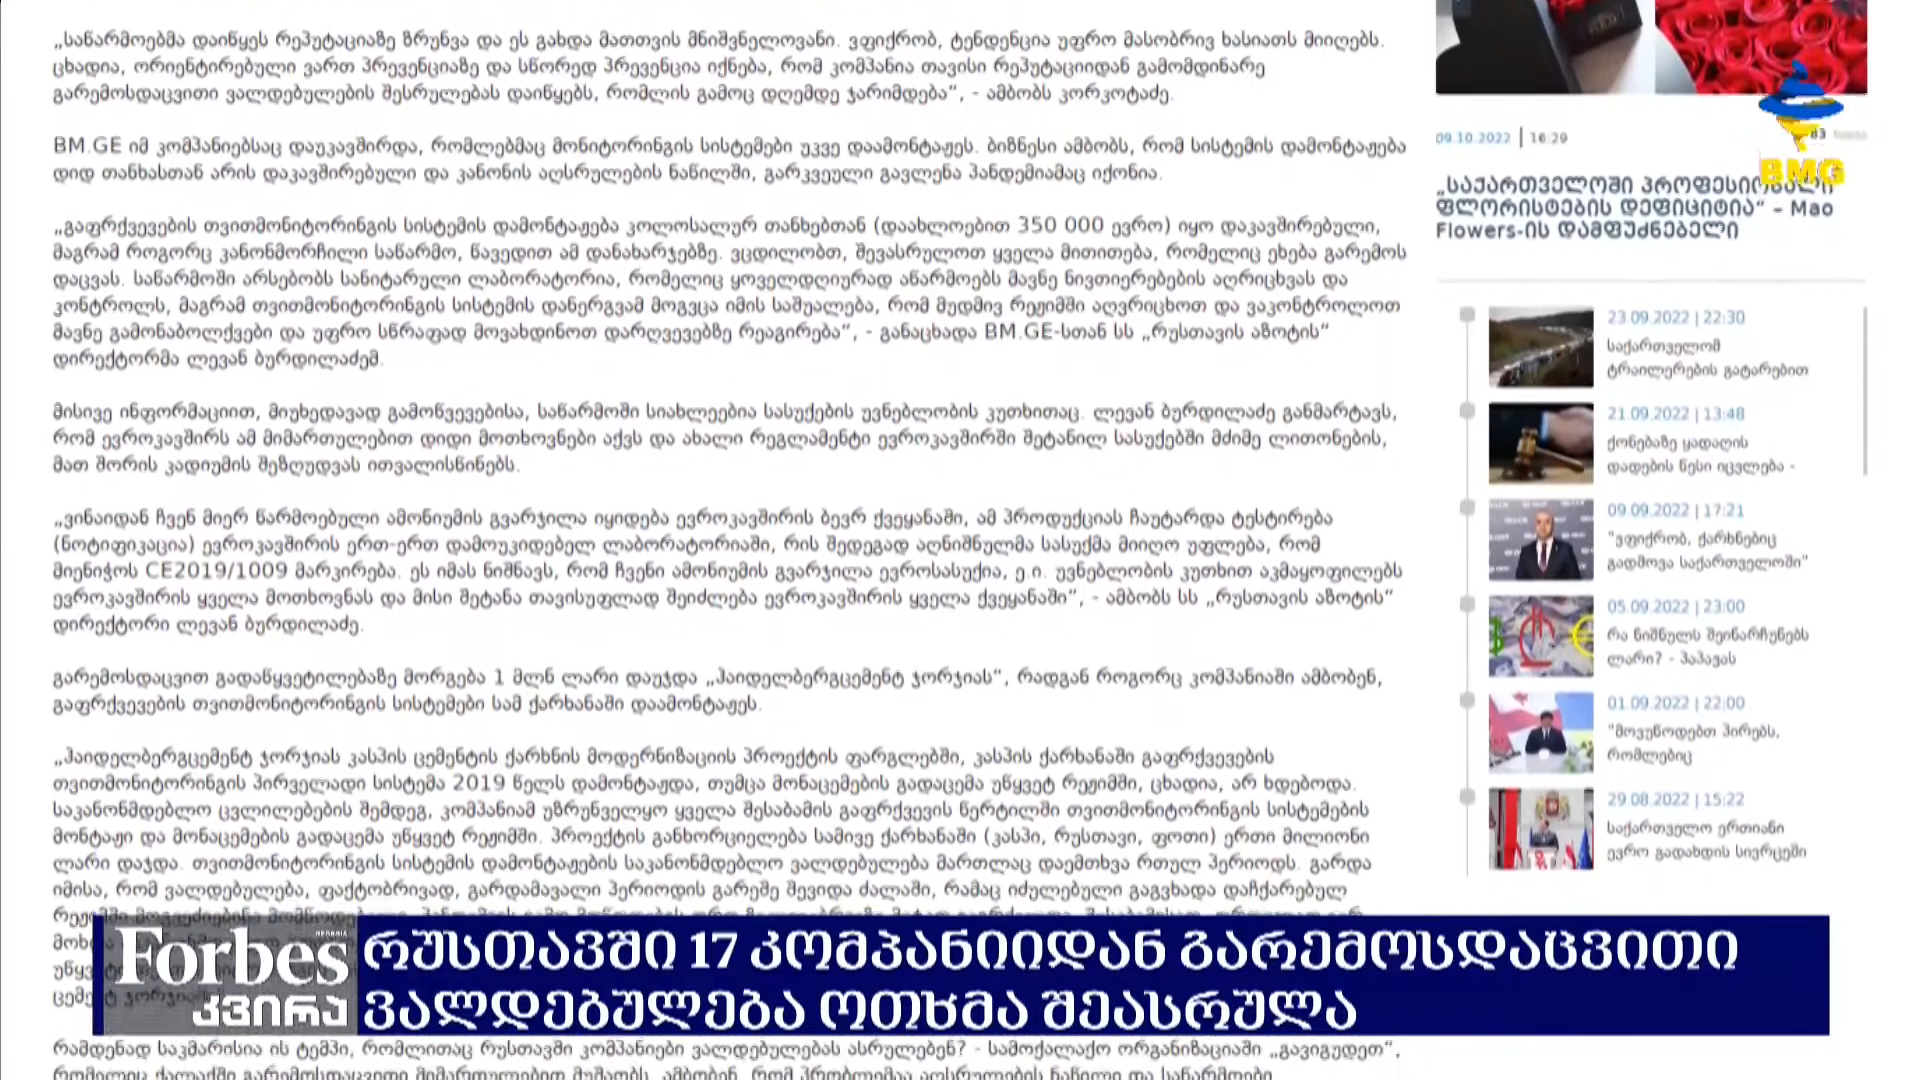 „საწარმოებმა დაიწყეს რეპუტაციაზე ზრუნვა და ეს გახდა მათთვის მნიშვნელოვანი. ვფიქრობ, ტენდენცია უფრო მასობრივ ხასიათს მიიღებს.
ცხადია, ორიენტირებული ვართ პრევენციაზე და სწორედ პრევენცია იქნება, რომ კომპანია თავისი რეპუტაციიდან გამომდინარე
გარემოსდაცვითი ვალდებულების შესრულებას დაიწყებს, რომლის გამოც დღემდე ჯარიმდება“, - ამბობს კორკოტაძე.
BM.GE იმ კომპანიებსაც დაუკავშირდა, რომლებმაც მონიტორინგის სისტემები უკვე დაამონტაჟეს. ბიზნესი ამბობს, რომ სისტემის დამონტაჟება
დიდ თანხასთან არის დაკავშირებული და კანონის აღსრულების ნაწილში, გარკვეული გავლენა პანდემიამაც იქონია.
„გაფრქვევების თვითმონიტორინგის სისტემის დამონტაჟება კოლოსალურ თანხებთან (დაახლოებით 350 000 ევრო) იყო დაკავშირებული,
მაგრამ როგორც კანონმორჩილი საწარმო, წავედით ამ დანახარჯებზე. ვცდილობთ, შევასრულოთ ყველა მითითება, რომელიც ეხება გარემოს
დაცვას. საწარმოში არსებობს სანიტარული ლაბორატორია, რომელიც ყოველდღიურად აწარმოებს მავნე ნივთიერებების აღრიცხვას და
კონტროლს, მაგრამ თვითმონიტორინგის სისტემის დანერგვამ მოგვცა იმის საშუალება, რომ მუდმივ რეჟიმში აღვრიცხოთ და ვაკონტროლოთ
მავნე გამონაბოლქვები და უფრო სწრაფად მოვახდინოთ დარღვევებზე რეაგირება“, - განაცხადა BM.GE-სთან სს „რუსთავის აზოტის“
დირექტორმა ლევან ბურდილაძემ.
მისივე ინფორმაციით, მიუხედავად გამოწვევებისა, საწარმოში სიახლეებია სასუქების უვნებლობის კუთხითაც. ლევან ბურდილაძე განმარტავს,
რომ ევროკავშირს ამ მიმართულებით დიდი მოთხოვნები აქვს და ახალი რეგლამენტი ევროკავშირში შეტანილ სასუქებში მძიმე ლითონების,
მათ შორის კადიუმის შეზღუდვას ითვალისწინებს.
„ვინაიდან ჩვენ მიერ წარმოებული ამონიუმის გვარჯილა იყიდება ევროკავშირის ბევრ ქვეყანაში, ამ პროდუქციას ჩაუტარდა ტესტირება
(ნოტიფიკაცია) ევროკავშირის ერთ-ერთ დამოუკიდებელ ლაბორატორიაში, რის შედეგად აღნიშნულმა სასუქმა მიიღო უფლება, რომ
მიენიჭოს CE2019/1009 მარკირება. ეს იმას ნიშნავს, რომ ჩვენი ამონიუმის გვარჯილა ევროსასუქია, ე.ი. უვნებლობის კუთხით აკმაყოფილებს
ევროკავშირის ყველა მოთხოვნას და მისი შეტანა თავისუფლად შეიძლება ევროკავშირის ყველა ქვეყანაში“, - ამბობს სს „რუსთავის აზოტის“
დირექტორი ლევან ბურდილაძე.
გარემოსდაცვით გადაწყვეტილებაზე მორგება 1 მლნ ლარი დაუჯდა „ჰაიდელბერგცემენტ ჯორჯიას“, რადგან როგორც კომპანიაში ამბობენ,
გაფრქვევების თვითმონიტორინგის სისტემები სამ ქარხანაში დაამონტაჟეს.
„ჰაიდელბერგცემენტ ჯორჯიას კასპის ცემენტის ქარხნის მოდერნიზაციის პროექტის ფარგლებში, კასპის ქარხანაში გაფრქვევების
თვითმონიტორინგის პირველადი სისტემა 2019 წელს დამონტაჟდა, თუმცა მონაცემების გადაცემა უწყვეტ რეჟიმში, ცხადია, არ ხდებოდა.
საკანონმდებლო ცვლილებების შემდეგ, კომპანიამ უზრუნველყო ყველა შესაბამის გაფრქვევის წერტილში თვითმონიტორინგის სისტემების
მონტაჟი და მონაცემების გადაცემა უწყვეტ რეჟიმში. პროექტის განხორციელება სამივე ქარხანაში (კასპი, რუსთავი, ფოთი) ერთი მილიონი
ლარი დაჯდა. თვითმონიტორინგის სისტემის დამონტაჟების საკანონმდებლო ვალდებულება მართლაც დაემთხვა რთულ პერიოდს. გარდა
იმისა, რომ ვალდებულება, ფაქტობრივად, გარდამავალი პერიოდის გარეშე შევიდა ძალაში, რამაც იძულებული გაგვხადა დაჩქარებულ
რამდენად საკმარისია ის ტემპი, რომლითაც რუსთავში კომპანიები ვალდებულებას ასრულებენ? - სამოქალაქო ორგანიზაციაში „გავიგუდეთ“,
რომელიც ქალაქში გარემოსდაცვითი მიმართულებით მუშაობს, ამბობენ, რომ პრობლემაა აღსრულების ნაწილი და საწარმოები
09.10.2022 | 16:29
BMG
„საქართველოში პროფესიონალი
ფლორისტების დეფიციტია“ – Mao
Flowers-ის დამფუძნებელი
23.09.2022 | 22:30
საქართველომ
ტრაილერების გატარებით
21.09.2022 | 13:48
ქონებაზე ყადაღის
დადების წესი იცვლება -
09.09.2022 | 17:21
"ვფიქრობ, ქარხნებიც
გადმოვა საქართველოში"
05.09.2022 | 23:00
რა ნიშნულს შეინარჩუნებს
ლარი? - პაპავას
01.09.2022 | 22:00
"მოვუწოდებთ პირებს,
რომლებიც
29.08.2022 | 15:22
საქართველო ერთიანი
ევრო გადახდის სივრცეში
Forbes
GEORGIA
კვირა
რუსთავში 17 კომპანიიდან გარემოსდაცვითი
ვალდებულება ოთხმა შეასრულა